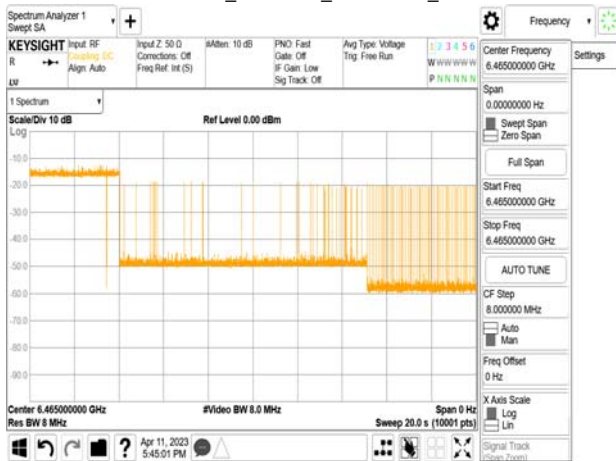 Spectrum Analyzer 1
Swept SA
Frequency
Settings
KEYSIGHT
R
Input: RF
Coupling: DC
Align: Auto
Input Z: 50 Ω
Corrections: Off
Freq Ref: Int (S)
#Atten: 10 dB
PNO: Fast
Gate: Off
IF Gain: Low
Sig Track: Off
Avg Type: Voltage
Trig: Free Run
1 2 3 4 5 6
W W W W W W
P N N N N N
1 Spectrum
Scale/Div 10 dB
Ref Level 0.00 dBm
Log
-10.0
-20.0
-30.0
-40.0
-50.0
-60.0
-70.0
-80.0
-90.0
Center 6.465000000 GHz
#Video BW 8.0 MHz
Span 0 Hz
Res BW 8 MHz
Sweep 20.0 s (10001 pts)
Apr 11, 2023
5:45:01 PM
Center Frequency
6.465000000 GHz
Span
0.00000000 Hz
Swept Span
Zero Span
Full Span
Start Freq
6.465000000 GHz
Stop Freq
6.465000000 GHz
AUTO TUNE
CF Step
8.000000 MHz
Auto
Man
Freq Offset
0 Hz
X Axis Scale
Log
Lin
Signal Track
(Span Zoom)